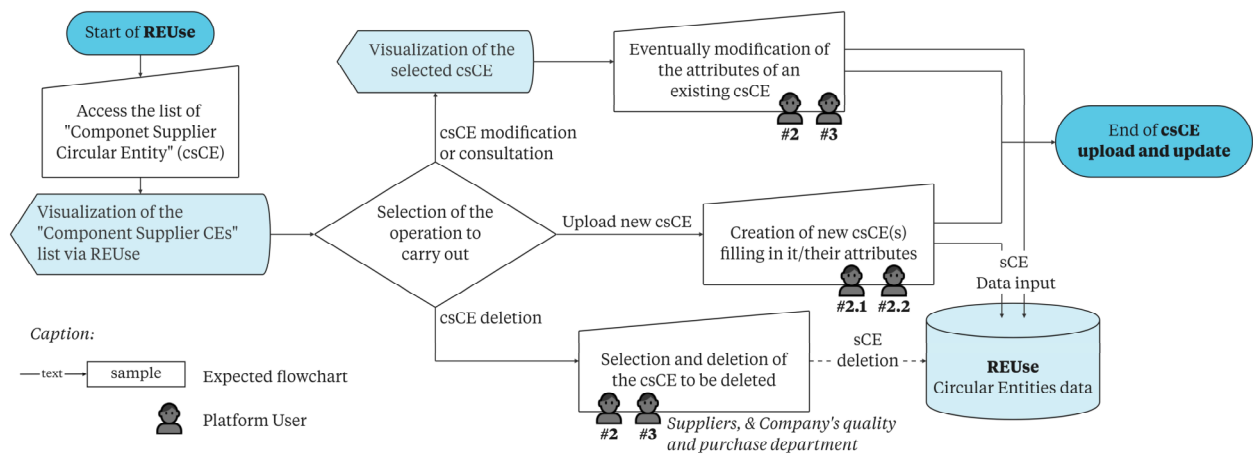 Start of REUse
Access the list of
"Componet Supplier
Circular Entity" (csCE)
Visualization of the
"Component Supplier CEs"
list via REUse
Selection of the
operation to
carry out
csCE modification
or consultation
Visualization of the
selected csCE
Eventually modification of
the attributes of an
existing csCE
#2
#3
Upload new csCE
Creation of new csCE(s)
filling in it/their attributes
#2.1
#2.2
csCE deletion
Selection and deletion of
the csCE to be deleted
#2
#3
Suppliers, & Company's quality
and purchase department
sCE
deletion
sCE
Data input
REUse
Circular Entities data
End of csCE
upload and update
Caption:
text
sample
Expected flowchart
Platform User